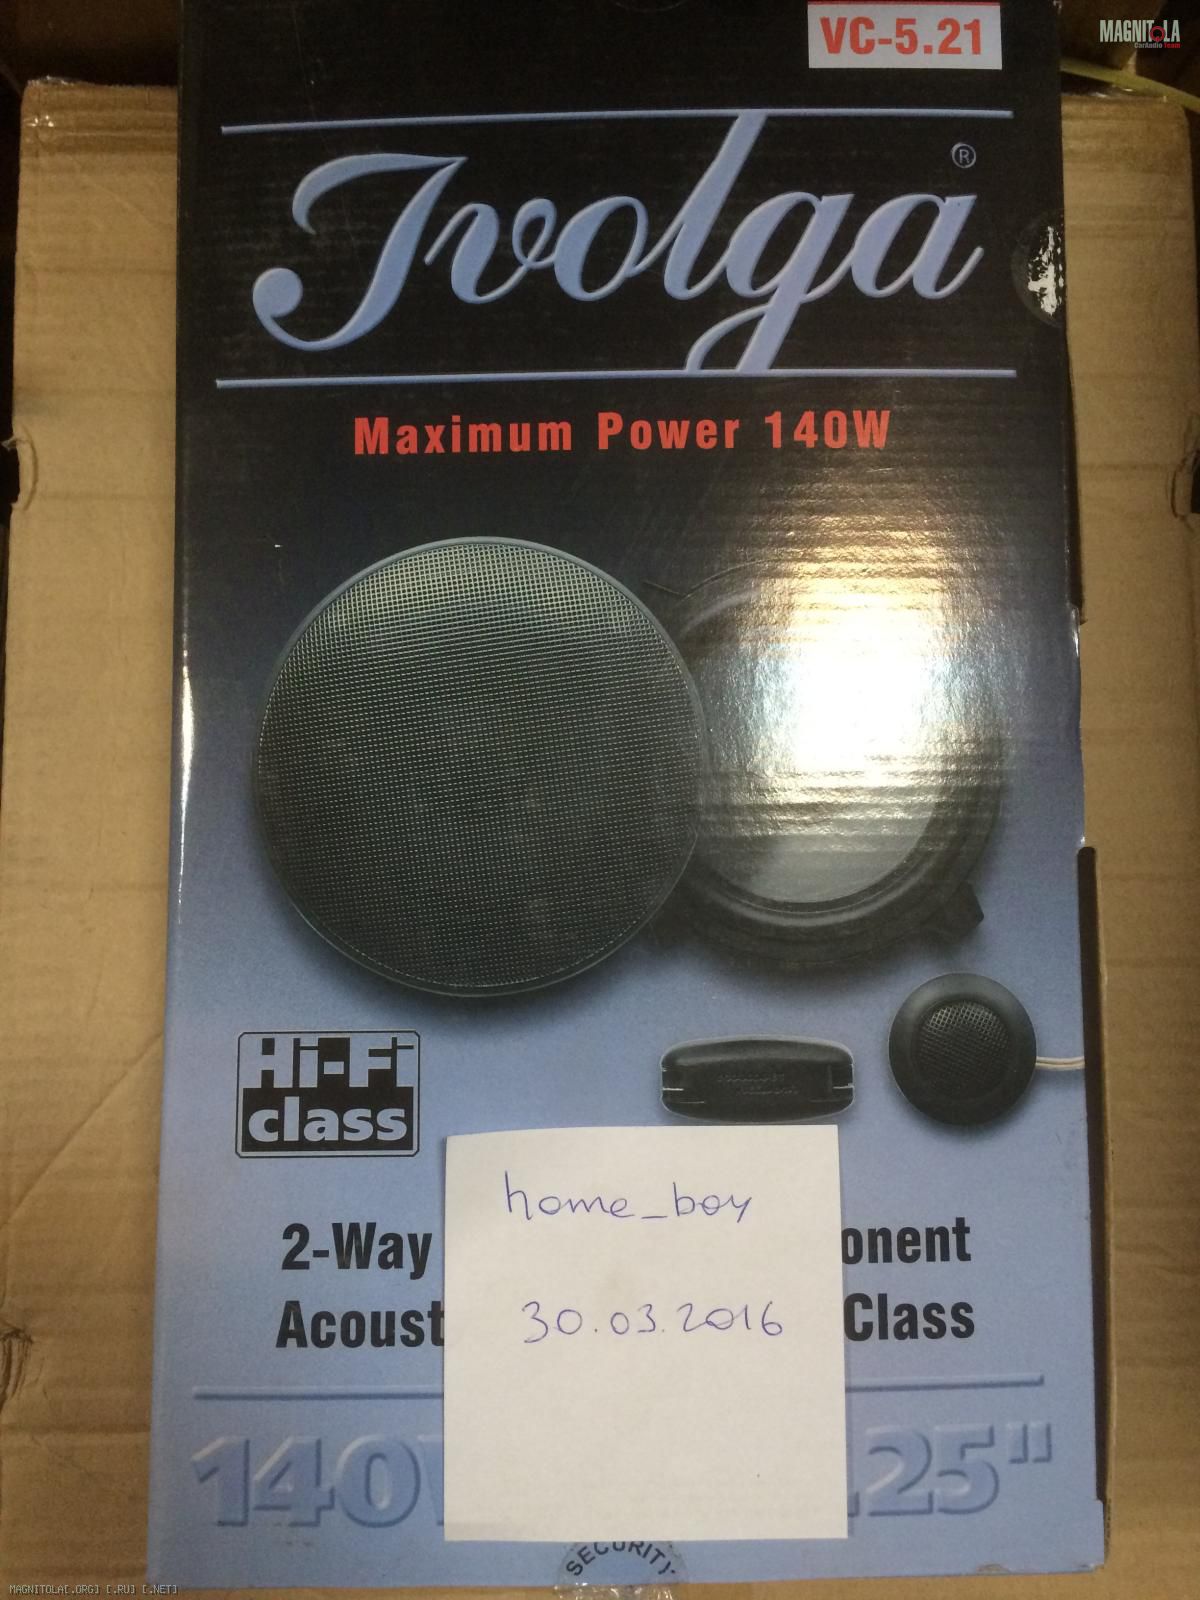 MAGNITOLA
CarAudio Team
VC-5.21
Ivolga®
Maximum Power 140W
Hi-Fi
class
home_boy
2-Way onent
30.03.2016
Acoust Class
140 .25"
SECURITY
MAGNITOLA[.ORG] [.RU] [.NET]